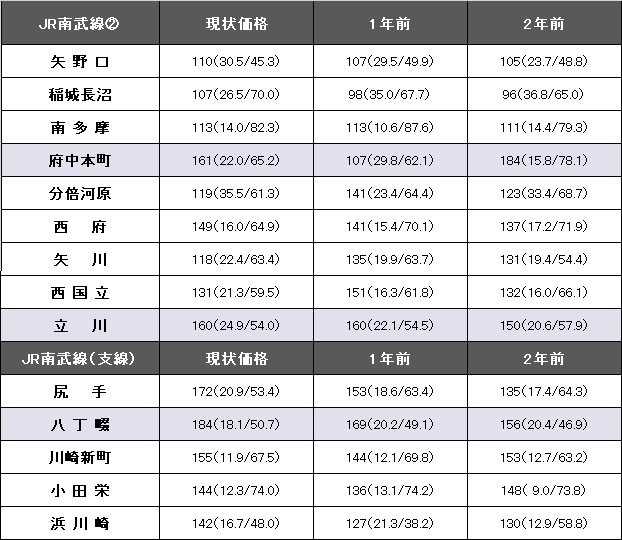 JR南武線② 現状価格 1年前 2年前
矢野口 110(30.5/45.3) 107(29.5/49.9) 105(23.7/48.8)
稲城長沼 107(26.5/70.0) 98(35.0/67.7) 96(36.8/65.0)
南多摩 113(14.0/82.3) 113(10.6/87.6) 111(14.4/79.3)
府中本町 161(22.0/65.2) 107(29.8/62.1) 184(15.8/78.1)
分倍河原 119(35.5/61.3) 141(23.4/64.4) 123(33.4/68.7)
西府 149(16.0/64.9) 141(15.4/70.1) 137(17.2/71.9)
矢川 118(22.4/63.4) 135(19.9/63.7) 131(19.4/54.4)
西国立 131(21.3/59.5) 151(16.3/61.8) 132(16.0/66.1)
立川 160(24.9/54.0) 160(22.1/54.5) 150(20.6/57.9)
JR南武線(支線) 現状価格 1年前 2年前
尻手 172(20.9/53.4) 153(18.6/63.4) 135(17.4/64.3)
八丁畷 184(18.1/50.7) 169(20.2/49.1) 156(20.4/46.9)
川崎新町 155(11.9/67.5) 144(12.1/69.8) 153(12.7/63.2)
小田栄 144(12.3/74.0) 136(13.1/74.2) 148( 9.0/73.8)
浜川崎 142(16.7/48.0) 127(21.3/38.2) 130(12.9/58.8)